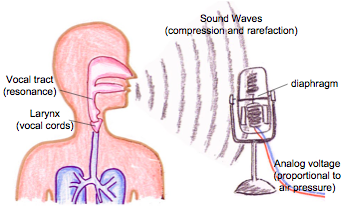 Sound Waves
(compression and rarefaction)
Vocal tract
(resonance)
diaphragm
Larynx
(vocal cords)
Analog voltage
(proportional to
air pressure)